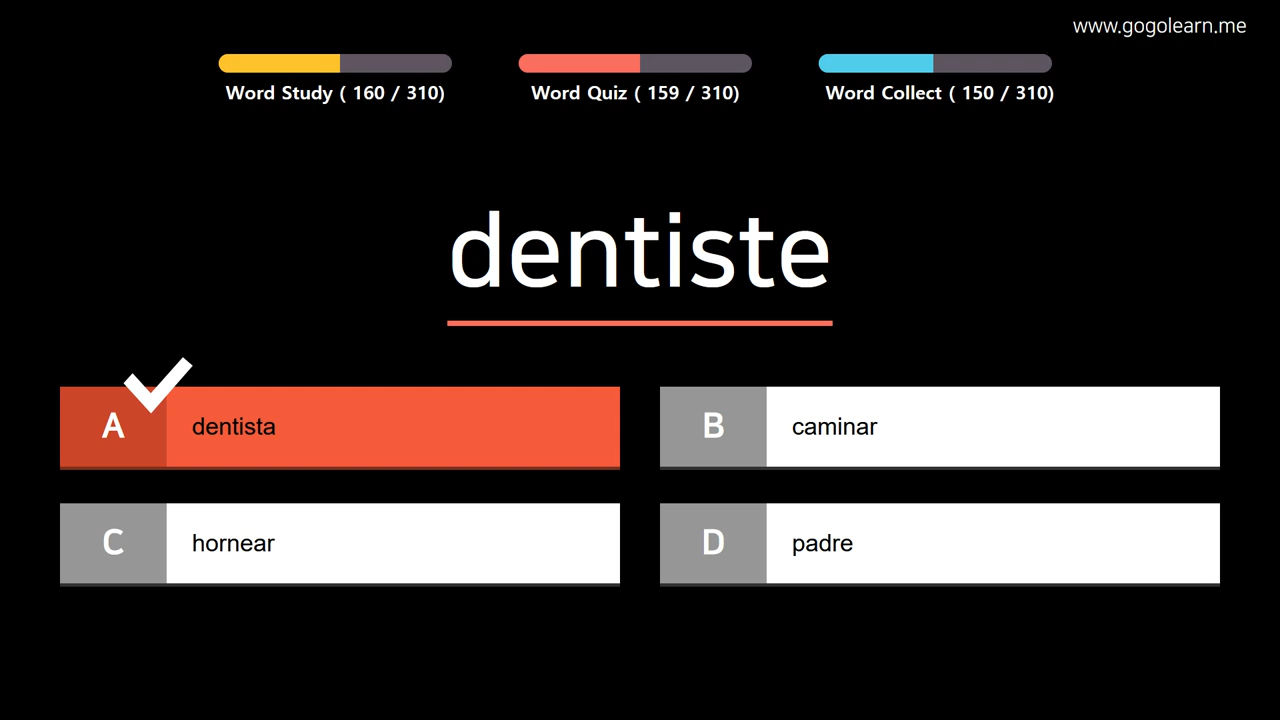 www.gogolearn.me
Word Study ( 160 / 310)
Word Quiz ( 159 / 310)
Word Collect ( 150 / 310)
dentiste
A dentista
B caminar
C hornear
D padre